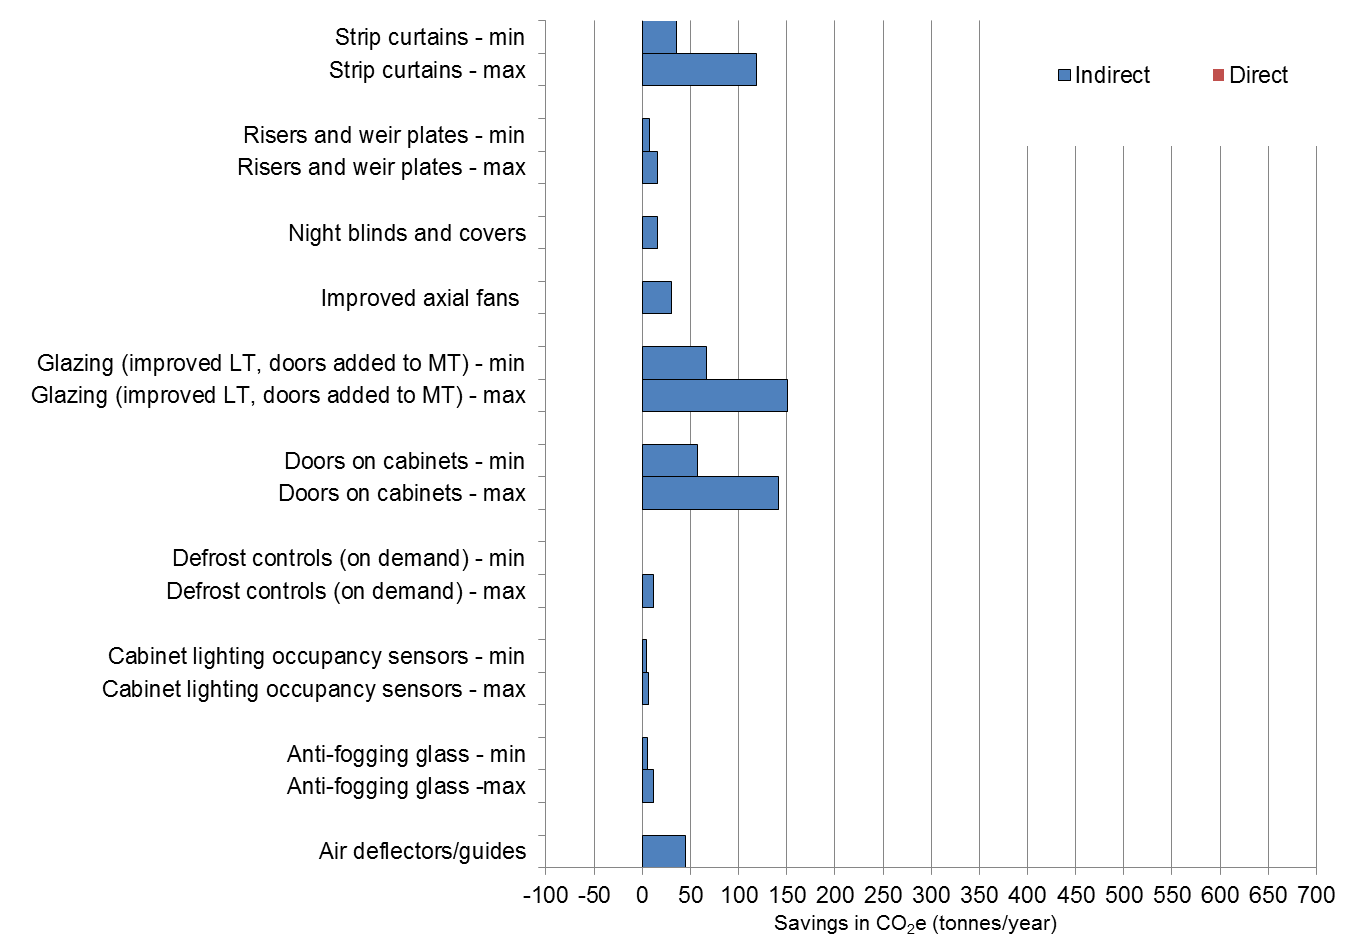 Strip curtains - min
Strip curtains - max
Indirect
Direct
Risers and weir plates - min
Risers and weir plates - max
Night blinds and covers
Improved axial fans
Glazing (improved LT, doors added to MT) - min
Glazing (improved LT, doors added to MT) - max
Doors on cabinets - min
Doors on cabinets - max
Defrost controls (on demand) - min
Defrost controls (on demand) - max
Cabinet lighting occupancy sensors - min
Cabinet lighting occupancy sensors - max
Anti-fogging glass - min
Anti-fogging glass -max
Air deflectors/guides
-100 -50 0 50 100 150 200 250 300 350 400 450 500 550 600 650 700
Savings in CO₂e (tonnes/year)